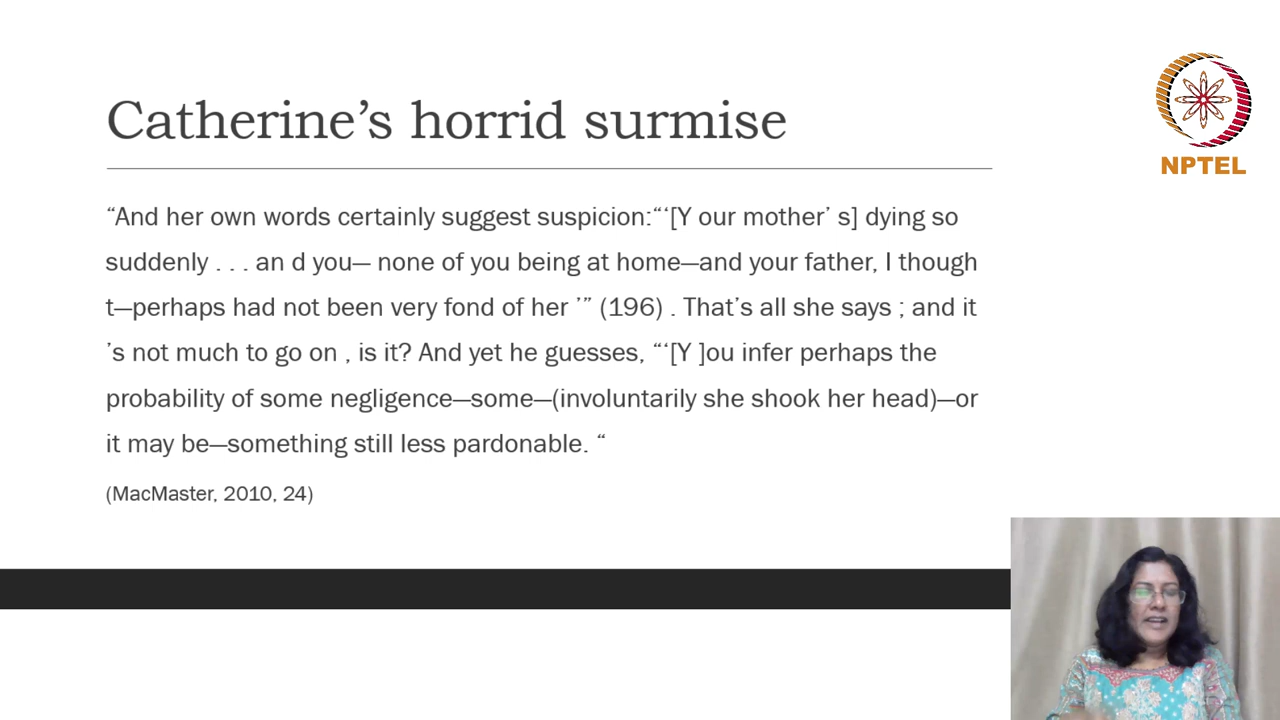 Catherine’s horrid surmise
NPTEL
“And her own words certainly suggest suspicion:“‘[Y our mother’ s] dying so
suddenly . . . an d you— none of you being at home—and your father, I though
t—perhaps had not been very fond of her ’” (196) . That’s all she says ; and it
’s not much to go on , is it? And yet he guesses, “‘[Y ]ou infer perhaps the
probability of some negligence—some—(involuntarily she shook her head)—or
it may be—something still less pardonable. “
(MacMaster, 2010, 24)